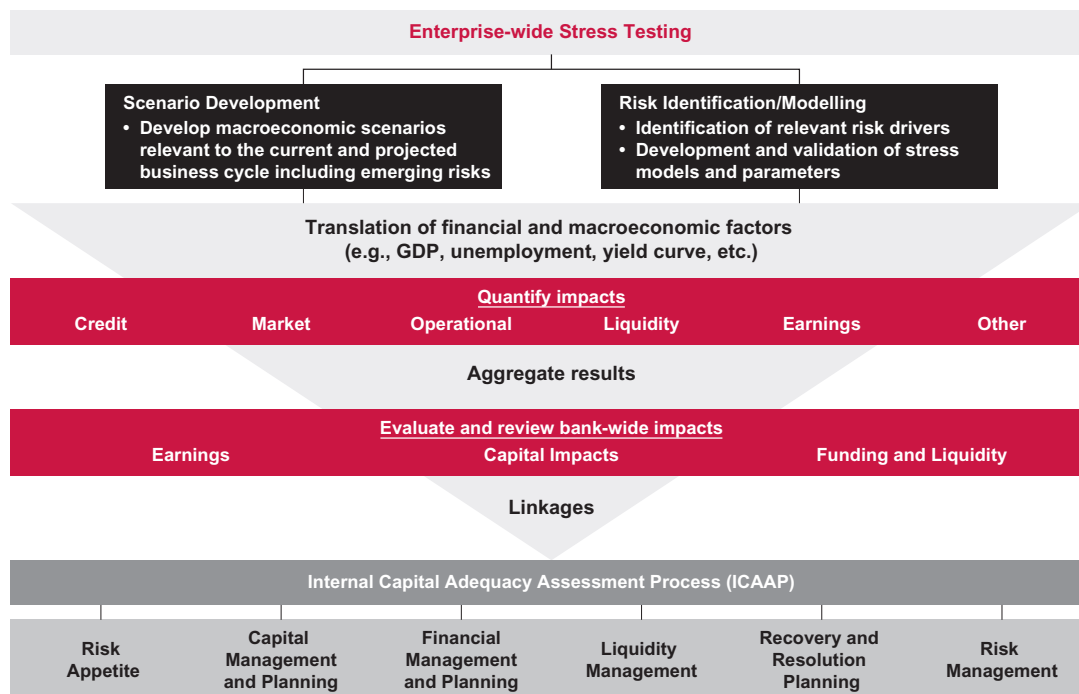 Enterprise-wide Stress Testing
Scenario Development
• Develop macroeconomic scenarios
relevant to the current and projected
business cycle including emerging risks
Risk Identification/Modelling
• Identification of relevant risk drivers
• Development and validation of stress
models and parameters
Translation of financial and macroeconomic factors
(e.g., GDP, unemployment, yield curve, etc.)
Quantify impacts
Credit Market Operational Liquidity Earnings Other
Aggregate results
Evaluate and review bank-wide impacts
Earnings Capital Impacts Funding and Liquidity
Linkages
Internal Capital Adequacy Assessment Process (ICAAP)
Risk
Appetite
Capital
Management
and Planning
Financial
Management
and Planning
Liquidity
Management
Recovery and
Resolution
Planning
Risk
Management